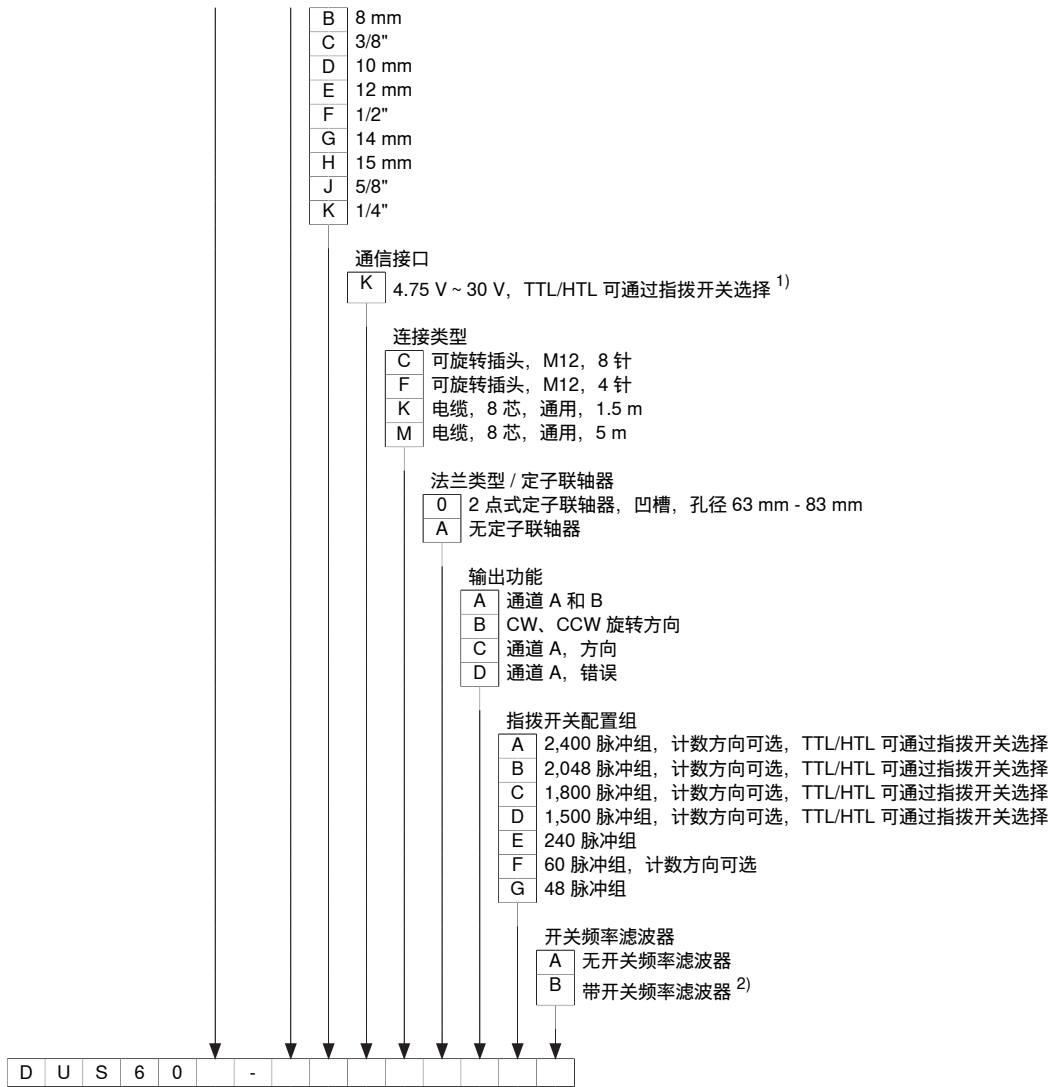 B 8 mm
C 3/8"
D 10 mm
E 12 mm
F 1/2"
G 14 mm
H 15 mm
J 5/8"
K 1/4"
通信接口
K 4.75 V ~ 30 V，TTL/HTL 可通过指拨开关选择 1)
连接类型
C 可旋转插头，M12，8 针
F 可旋转插头，M12，4 针
K 电缆，8 芯，通用，1.5 m
M 电缆，8 芯，通用，5 m
法兰类型 / 定子联轴器
0 2 点式定子联轴器，凹槽，孔径 63 mm - 83 mm
A 无定子联轴器
输出功能
A 通道 A 和 B
B CW、CCW 旋转方向
C 通道 A，方向
D 通道 A，错误
指拨开关配置组
A 2,400 脉冲组，计数方向可选，TTL/HTL 可通过指拨开关选择
B 2,048 脉冲组，计数方向可选，TTL/HTL 可通过指拨开关选择
C 1,800 脉冲组，计数方向可选，TTL/HTL 可通过指拨开关选择
D 1,500 脉冲组，计数方向可选，TTL/HTL 可通过指拨开关选择
E 240 脉冲组
F 60 脉冲组，计数方向可选
G 48 脉冲组
开关频率滤波器
A 无开关频率滤波器
B 带开关频率滤波器 2)
D U S 6 0 -